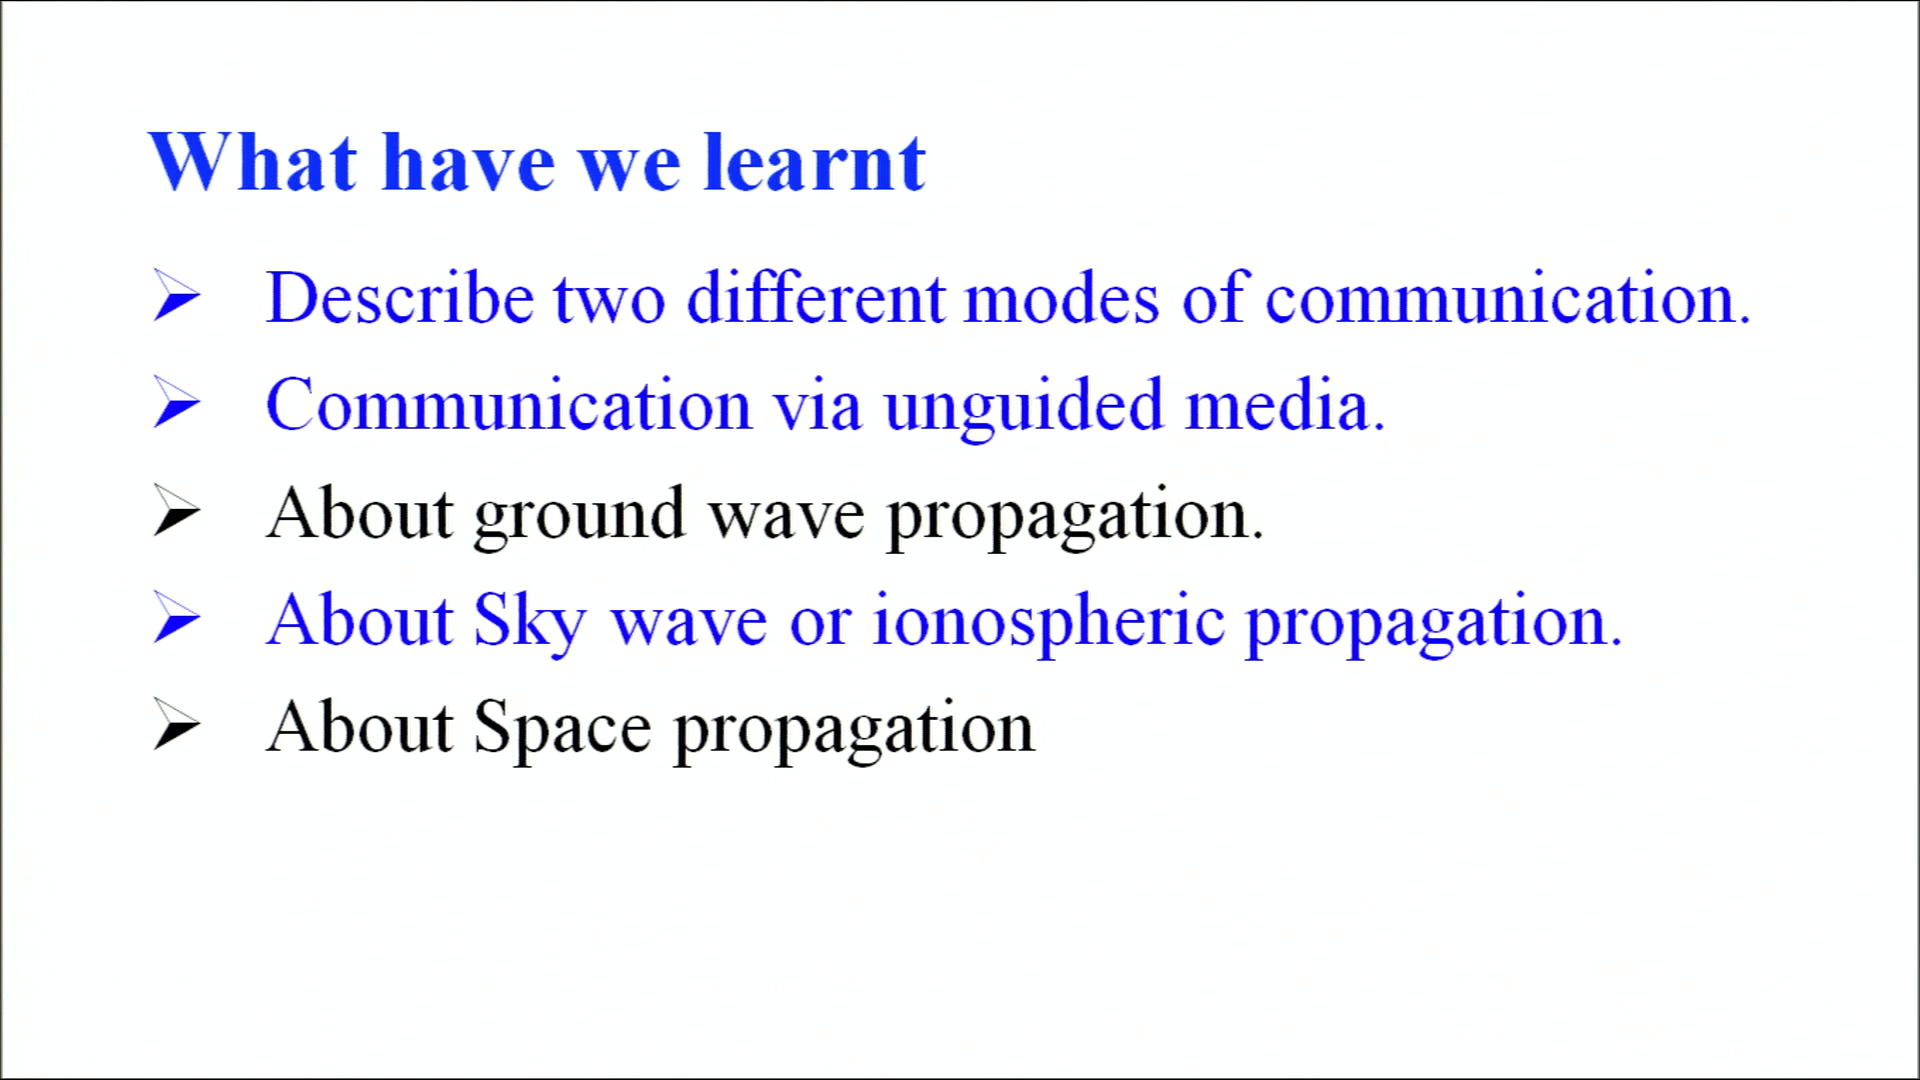 What have we learnt
➢ Describe two different modes of communication.
➢ Communication via unguided media.
➢ About ground wave propagation.
➢ About Sky wave or ionospheric propagation.
➢ About Space propagation